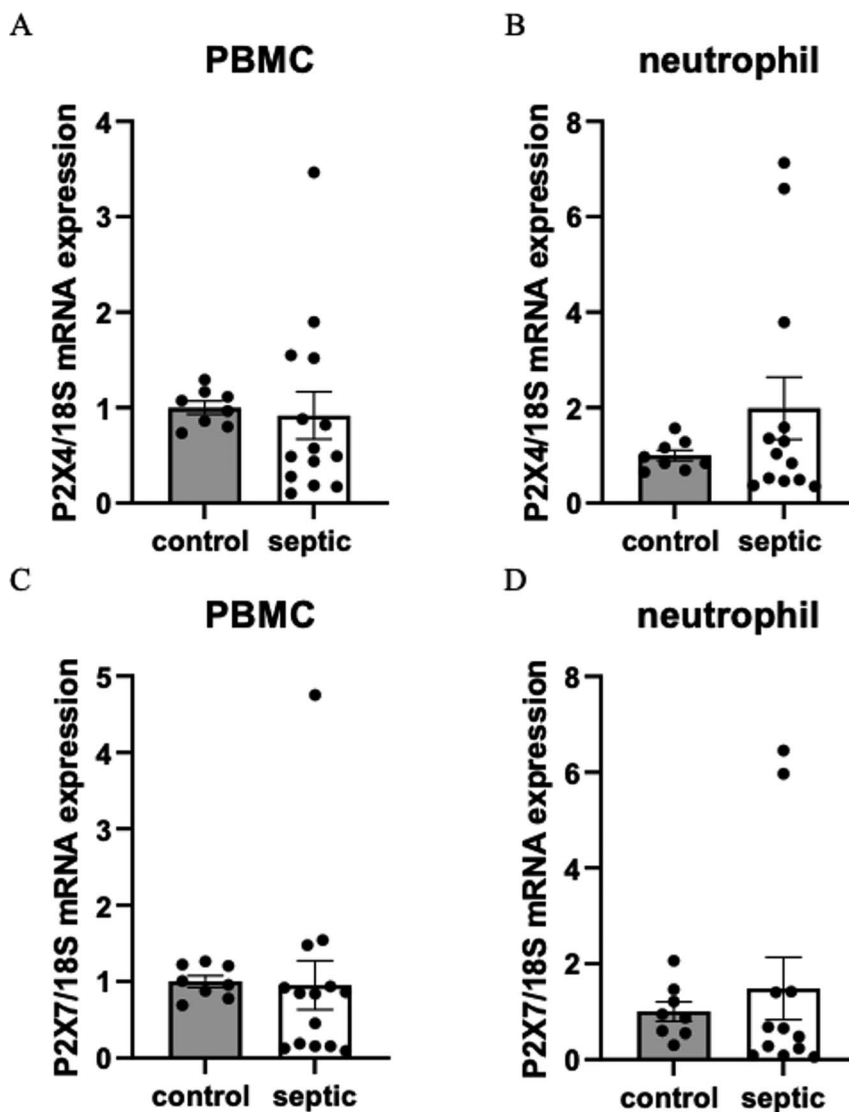 A
PBMC
P2X4/18S mRNA expression
4
3
2
1
0
control septic
B
neutrophil
P2X4/18S mRNA expression
8
6
4
2
0
control septic
C
PBMC
P2X7/18S mRNA expression
5
4
3
2
1
0
control septic
D
neutrophil
P2X7/18S mRNA expression
8
6
4
2
0
control septic